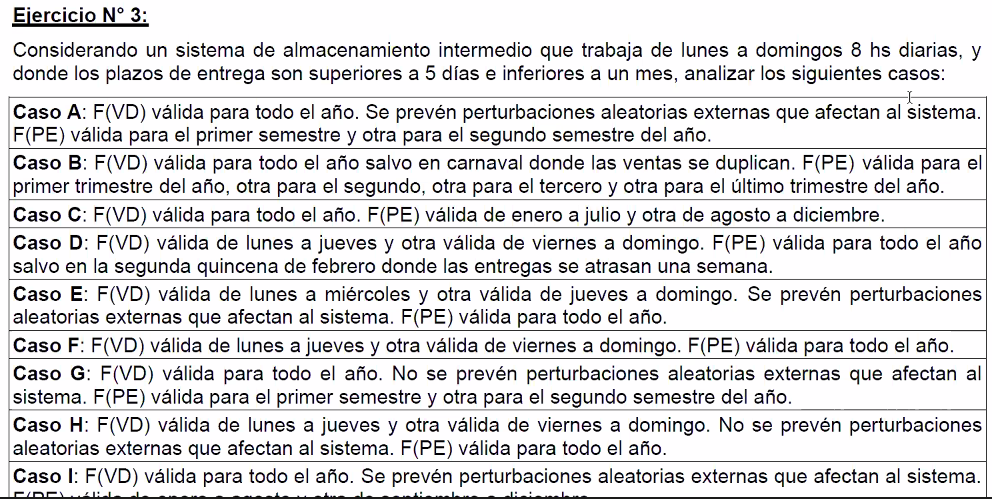 Ejercicio N° 3:
Considerando un sistema de almacenamiento intermedio que trabaja de lunes a domingos 8 hs diarias, y
donde los plazos de entrega son superiores a 5 días e inferiores a un mes, analizar los siguientes casos:
Caso A: F(VD) válida para todo el año. Se prevén perturbaciones aleatorias externas que afectan al sistema.
F(PE) válida para el primer semestre y otra para el segundo semestre del año.
Caso B: F(VD) válida para todo el año salvo en carnaval donde las ventas se duplican. F(PE) válida para el
primer trimestre del año, otra para el segundo, otra para el tercero y otra para el último trimestre del año.
Caso C: F(VD) válida para todo el año. F(PE) válida de enero a julio y otra de agosto a diciembre.
Caso D: F(VD) válida de lunes a jueves y otra válida de viernes a domingo. F(PE) válida para todo el año
salvo en la segunda quincena de febrero donde las entregas se atrasan una semana.
Caso E: F(VD) válida de lunes a miércoles y otra válida de jueves a domingo. Se prevén perturbaciones
aleatorias externas que afectan al sistema. F(PE) válida para todo el año.
Caso F: F(VD) válida de lunes a jueves y otra válida de viernes a domingo. F(PE) válida para todo el año.
Caso G: F(VD) válida para todo el año. No se prevén perturbaciones aleatorias externas que afectan al
sistema. F(PE) válida para el primer semestre y otra para el segundo semestre del año.
Caso H: F(VD) válida de lunes a jueves y otra válida de viernes a domingo. No se prevén perturbaciones
aleatorias externas que afectan al sistema. F(PE) válida para todo el año.
Caso I: F(VD) válida para todo el año. Se prevén perturbaciones aleatorias externas que afectan al sistema.
F(PE) válida de enero a agosto y otra de septiembre a diciembre.